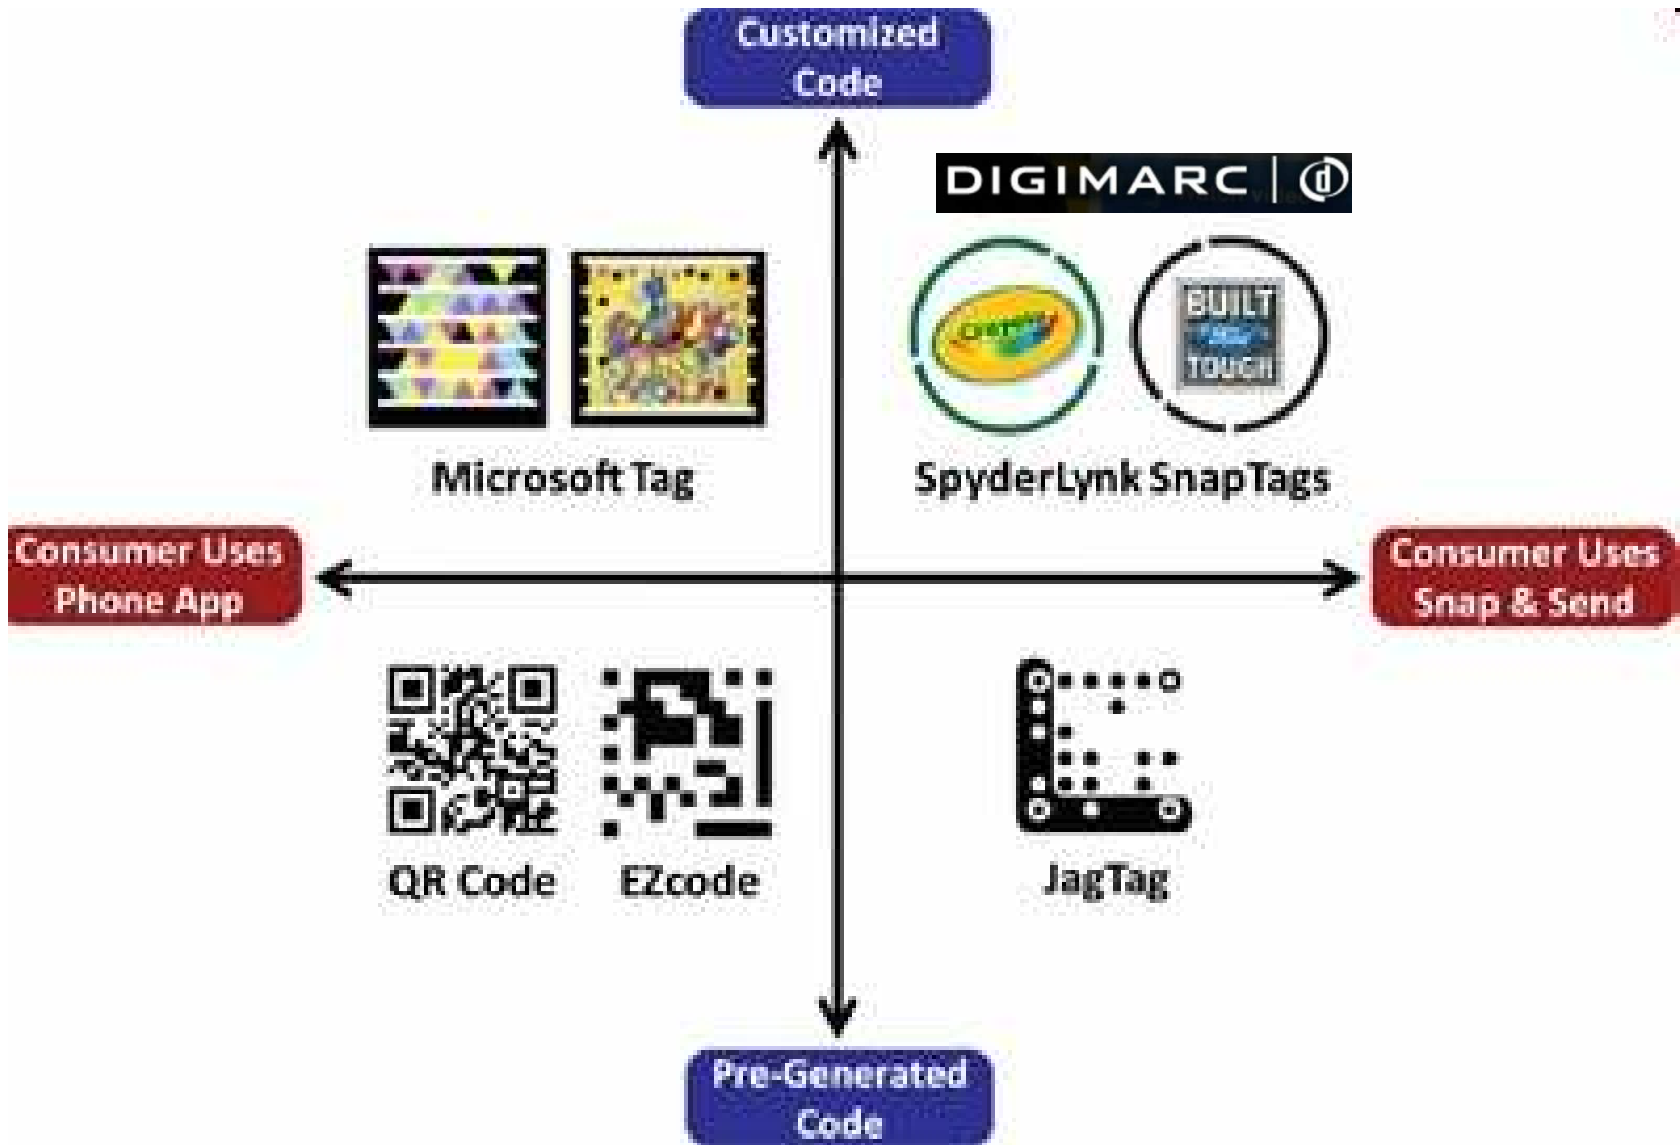 Customized
Code
DIGIMARC
BUILT
TOUGH
Microsoft Tag
SpyderLynk SnapTags
Consumer Uses
Phone App
Consumer Uses
Snap & Send
QR Code
EZcode
JagTag
Pre-Generated
Code